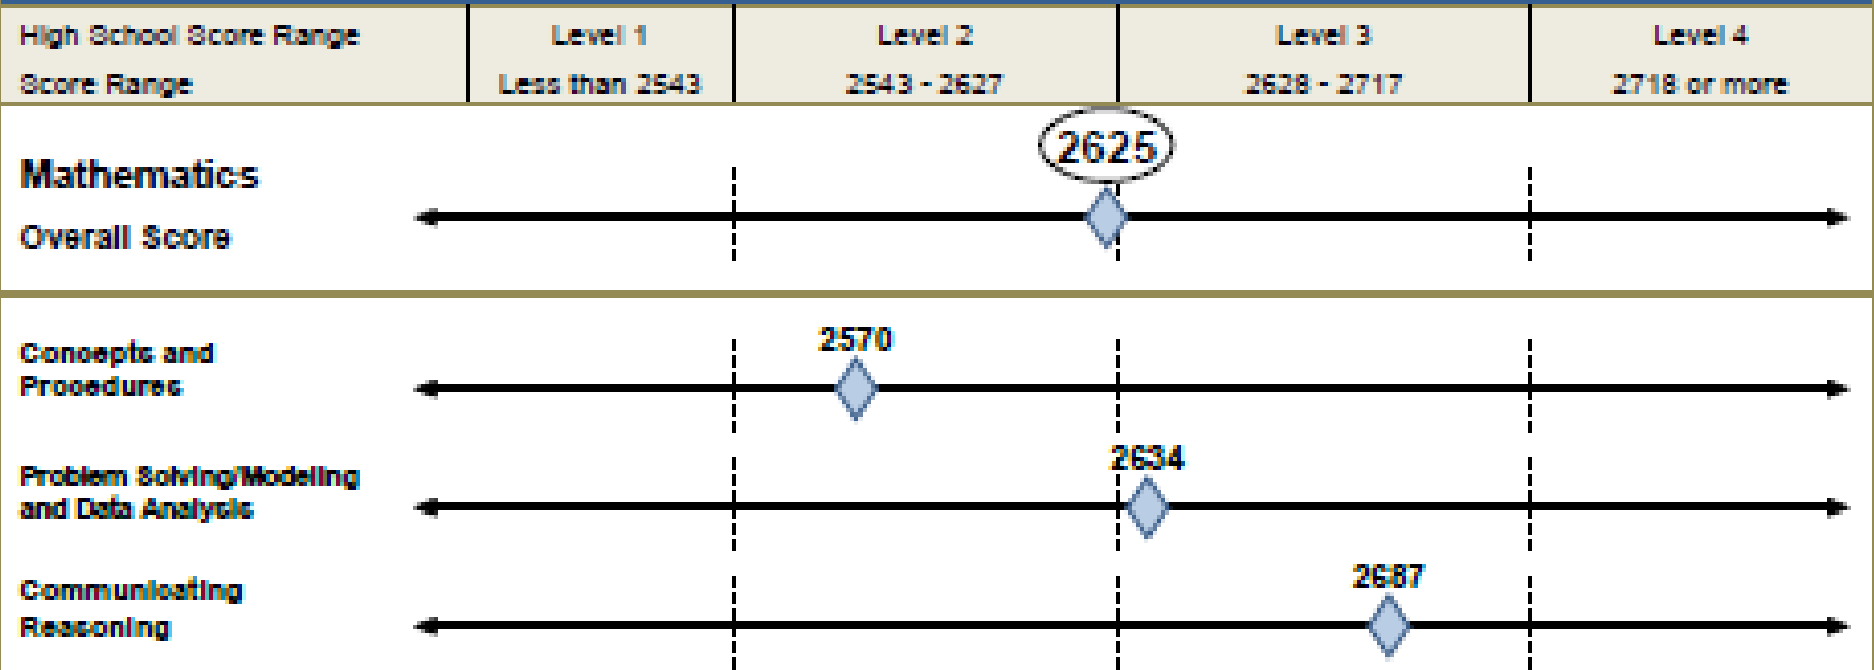 High School Score Range Level 1 Level 2 Level 3 Level 4
Score Range Less than 2543 2543 - 2627 2628 - 2717 2718 or more
2625
Mathematics
Overall Score
2570
Concepts and
Procedures
2634
Problem Solving/Modeling
and Data Analysis
2687
Communicating
Reasoning